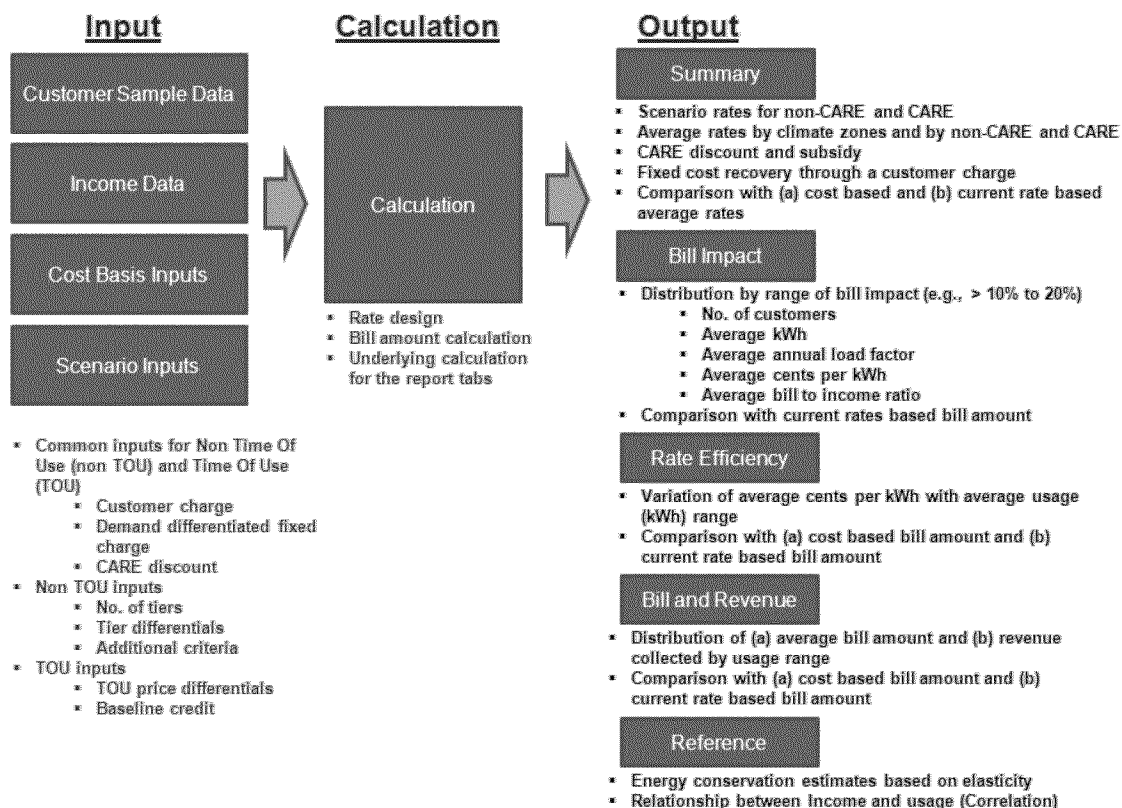 Input
Customer Sample Data
Income Data
Cost Basis Inputs
Scenario Inputs
▪ Common inputs for Non Time Of
Use (non TOU) and Time Of Use
(TOU)
▪ Customer charge
▪ Demand differentiated fixed
charge
▪ CARE discount
▪ Non TOU inputs
▪ No. of tiers
▪ Tier differentials
▪ Additional criteria
▪ TOU inputs
▪ TOU price differentials
▪ Baseline credit
Calculation
Calculation
▪ Rate design
▪ Bill amount calculation
▪ Underlying calculation
for the report tabs
Output
Summary
▪ Scenario rates for non-CARE and CARE
▪ Average rates by climate zones and by non-CARE and CARE
▪ CARE discount and subsidy
▪ Fixed cost recovery through a customer charge
▪ Comparison with (a) cost based and (b) current rate based
average rates
Bill Impact
▪ Distribution by range of bill impact (e.g., > 10% to 20%)
▪ No. of customers
▪ Average kWh
▪ Average annual load factor
▪ Average cents per kWh
▪ Average bill to income ratio
▪ Comparison with current rates based bill amount
Rate Efficiency
▪ Variation of average cents per kWh with average usage
(kWh) range
▪ Comparison with (a) cost based bill amount and (b)
current rate based bill amount
Bill and Revenue
▪ Distribution of (a) average bill amount and (b) revenue
collected by usage range
▪ Comparison with (a) cost based bill amount and (b)
current rate based bill amount
Reference
▪ Energy conservation estimates based on elasticity
▪ Relationship between Income and usage (Correlation)